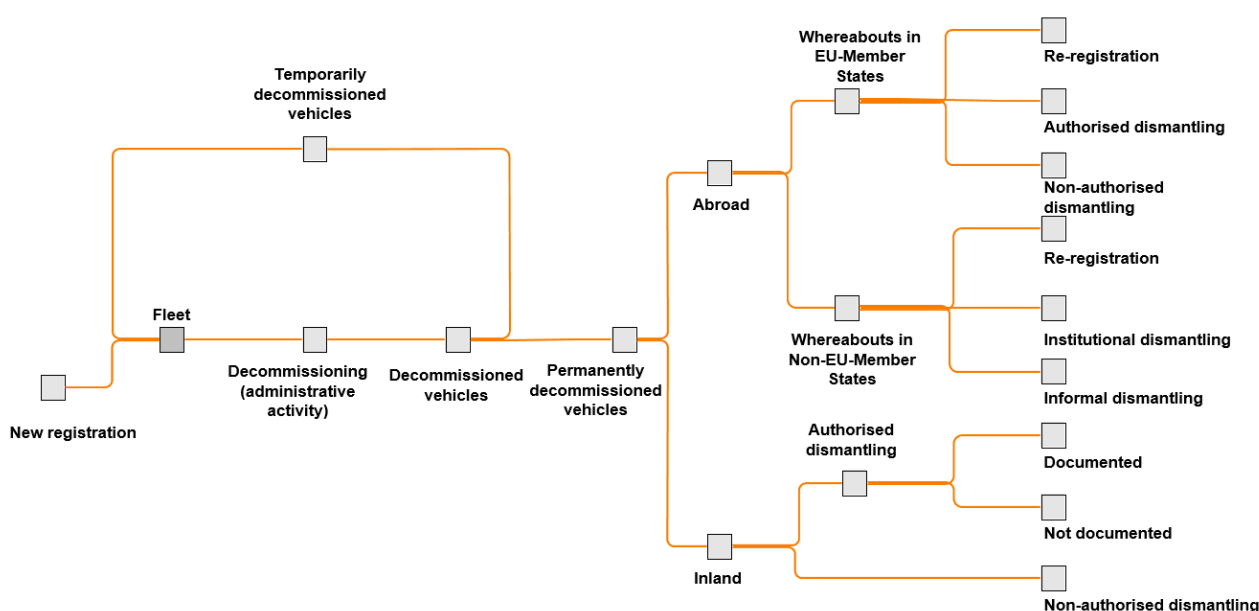 Temporarily
decommissioned
vehicles
Fleet
New registration
Decommissioning
(administrative
activity)
Decommissioned
vehicles
Permanently
decommissioned
vehicles
Abroad
Inland
Whereabouts in
EU-Member
States
Whereabouts in
Non-EU-Member
States
Authorised
dismantling
Re-registration
Authorised dismantling
Non-authorised
dismantling
Re-registration
Institutional dismantling
Informal dismantling
Documented
Not documented
Non-authorised dismantling